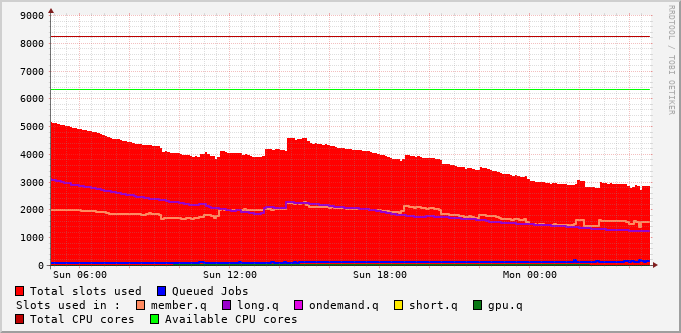 9000
8000
7000
6000
5000
4000
3000
2000
1000
0
Sun 06:00 Sun 12:00 Sun 18:00 Mon 00:00
Total slots used Queued Jobs
Slots used in : member.q long.q ondemand.q short.q gpu.q
Total CPU cores Available CPU cores
RRDTOOL / TOBI OETIKER